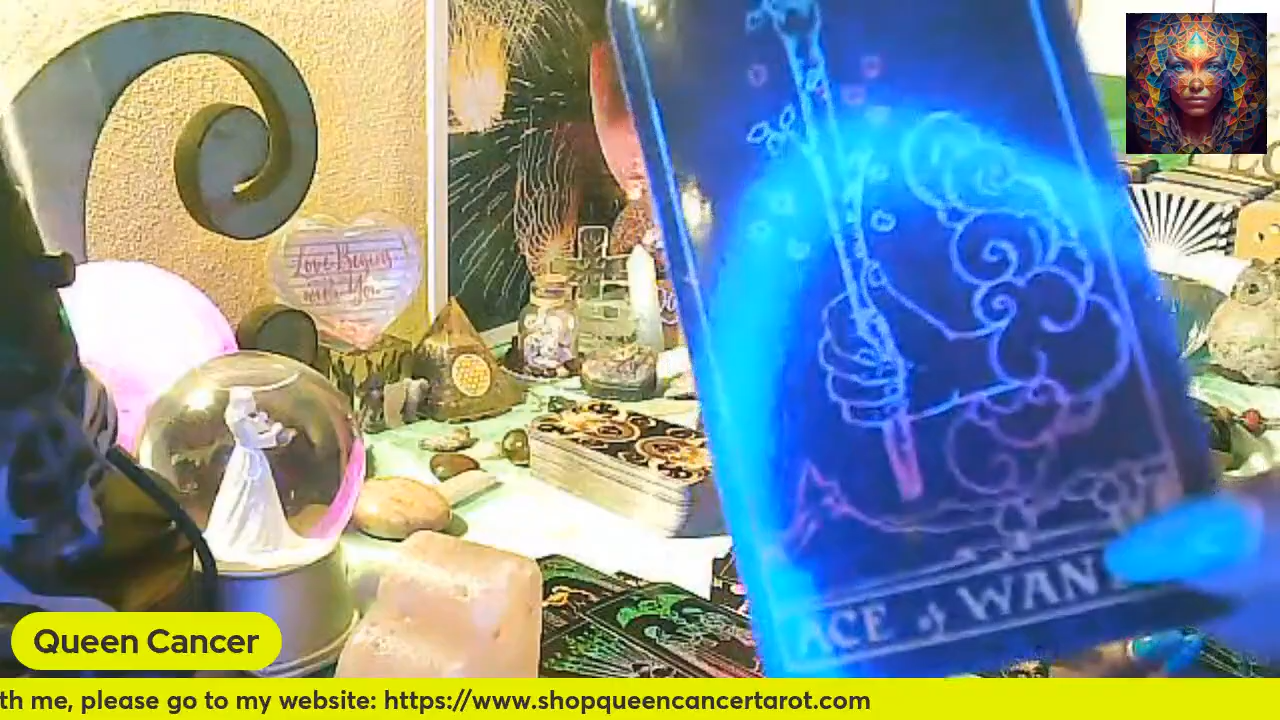 Love Begins
with You
ACE of WAN
Queen Cancer
th me, please go to my website: https://www.shopqueencancertarot.com